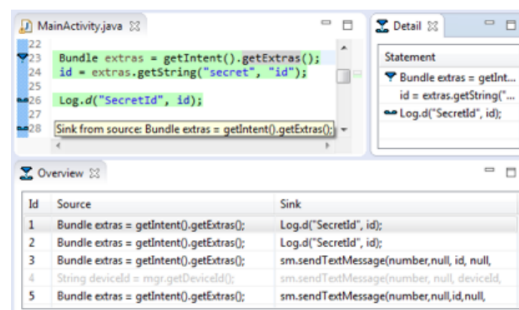 MainActivity.java
22
23 Bundle extras = getIntent().getExtras();
24 id = extras.getString("secret", "id");
25
26 Log.d("SecretId", id);
27
28 Sink from source: Bundle extras = getIntent().getExtras();
Detail
Statement
Bundle extras = getInt...
id = extras.getString("...
Log.d("SecretId", id);
Overview
Id Source Sink
1 Bundle extras = getIntent().getExtras(); Log.d("SecretId", id);
2 Bundle extras = getIntent().getExtras(); Log.d("SecretId", id);
3 Bundle extras = getIntent().getExtras(); sm.sendTextMessage(number,null, id, null,
4 String deviceId = mgr.getDeviceId(); sm.sendTextMessage(number, null, deviceId,
5 Bundle extras = getIntent().getExtras(); sm.sendTextMessage(number,null,id,null,